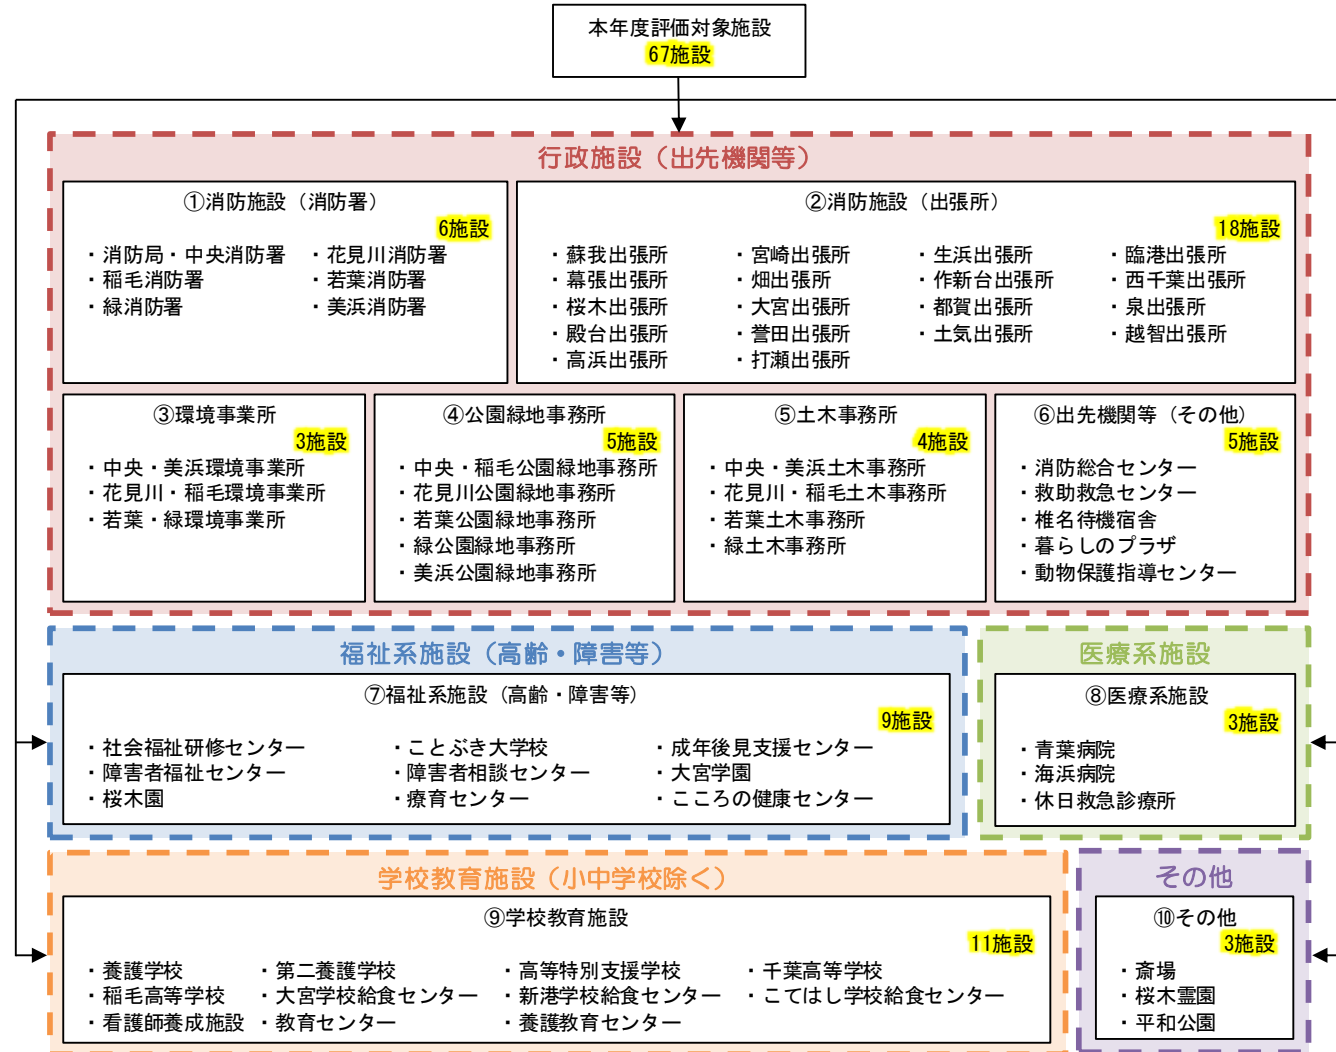 本年度評価対象施設
67施設
行政施設（出先機関等）
①消防施設（消防署）
6施設
・消防局・中央消防署 ・花見川消防署
・稲毛消防署 ・若葉消防署
・緑消防署 ・美浜消防署
②消防施設（出張所）
18施設
・蘇我出張所 ・宮崎出張所 ・生浜出張所 ・臨港出張所
・幕張出張所 ・畑出張所 ・作新台出張所 ・西千葉出張所
・桜木出張所 ・大宮出張所 ・都賀出張所 ・泉出張所
・殿台出張所 ・誉田出張所 ・土気出張所 ・越智出張所
・高浜出張所 ・打瀬出張所
③環境事業所
3施設
・中央・美浜環境事業所
・花見川・稲毛環境事業所
・若葉・緑環境事業所
④公園緑地事務所
5施設
・中央・稲毛公園緑地事務所
・花見川公園緑地事務所
・若葉公園緑地事務所
・緑公園緑地事務所
・美浜公園緑地事務所
⑤土木事務所
4施設
・中央・美浜土木事務所
・花見川・稲毛土木事務所
・若葉土木事務所
・緑土木事務所
⑥出先機関等（その他）
5施設
・消防総合センター
・救助救急センター
・椎名待機宿舎
・暮らしのプラザ
・動物保護指導センター
福祉系施設（高齢・障害等）
⑦福祉系施設（高齢・障害等）
9施設
・社会福祉研修センター ・ことぶき大学校 ・成年後見支援センター
・障害者福祉センター ・障害者相談センター ・大宮学園
・桜木園 ・療育センター ・こころの健康センター
医療系施設
⑧医療系施設
3施設
・青葉病院
・海浜病院
・休日救急診療所
学校教育施設（小中学校除く）
⑨学校教育施設
11施設
・養護学校 ・第二養護学校 ・高等特別支援学校 ・千葉高等学校
・稲毛高等学校 ・大宮学校給食センター ・新港学校給食センター ・こてはし学校給食センター
・看護師養成施設 ・教育センター ・養護教育センター
その他
⑩その他
3施設
・斎場
・桜木霊園
・平和公園